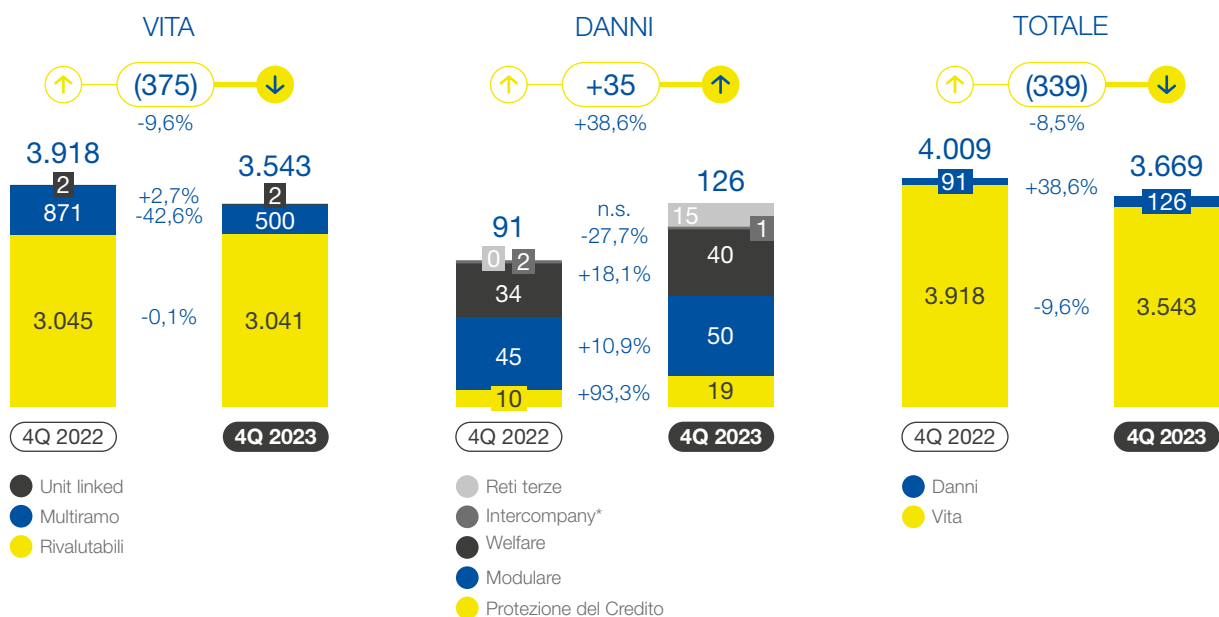 VITA
(375)
-9,6%
3.918
3.543
2
+2,7%
2
871
-42,6%
500
3.045
-0,1%
3.041
4Q 2022
4Q 2023
Unit linked
Multiramo
Rivalutabili
DANNI
+35
+38,6%
91
126
n.s.
15
-27,7%
1
0
2
+18,1%
40
34
45
+10,9%
50
10
+93,3%
19
4Q 2022
4Q 2023
Reti terze
Intercompany*
Welfare
Modulare
Protezione del Credito
TOTALE
(339)
-8,5%
4.009
3.669
91
+38,6%
126
3.918
-9,6%
3.543
4Q 2022
4Q 2023
Danni
Vita